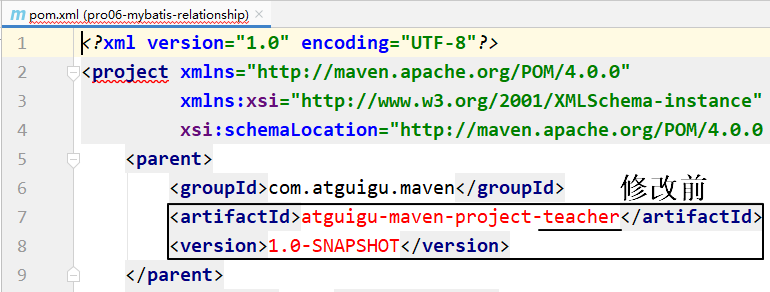 pom.xml (pro06-mybatis-relationship) ×
1 <?xml version="1.0" encoding="UTF-8"?>
2 <project xmlns="http://maven.apache.org/POM/4.0.0"
3 xmlns:xsi="http://www.w3.org/2001/XMLSchema-instance"
4 xsi:schemaLocation="http://maven.apache.org/POM/4.0.0
5 <parent>
6 <groupId>com.atguigu.maven</groupId>
修改前
7 <artifactId>atguigu-maven-project-teacher</artifactId>
8 <version>1.0-SNAPSHOT</version>
9 </parent>